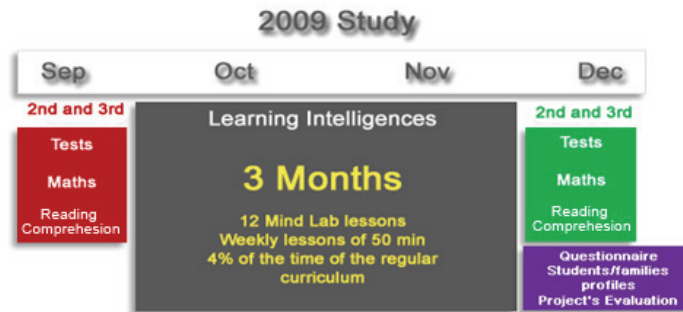 2009 Study
Sep Oct Nov Dec
2nd and 3rd
Tests
Maths
Reading
Comprehesion
Learning Intelligences
3 Months
12 Mind Lab lessons
Weekly lessons of 50 min
4% of the time of the regular
curriculum
2nd and 3rd
Tests
Maths
Reading
Comprehesion
Questionnaire
Students/families
profiles
Project's Evaluation